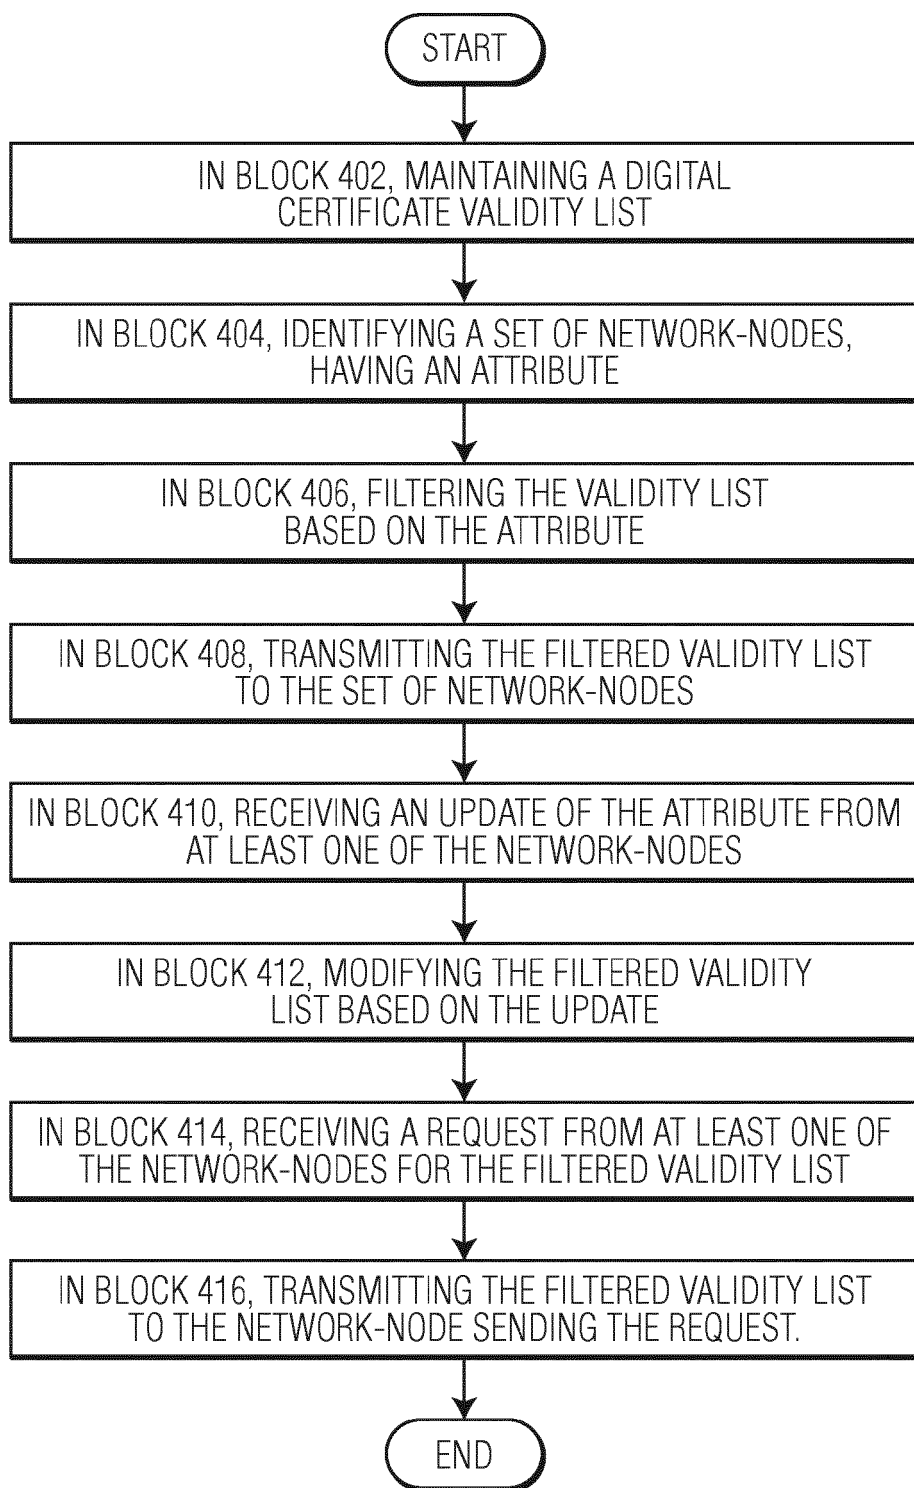 START
IN BLOCK 402, MAINTAINING A DIGITAL
CERTIFICATE VALIDITY LIST
IN BLOCK 404, IDENTIFYING A SET OF NETWORK-NODES,
HAVING AN ATTRIBUTE
IN BLOCK 406, FILTERING THE VALIDITY LIST
BASED ON THE ATTRIBUTE
IN BLOCK 408, TRANSMITTING THE FILTERED VALIDITY LIST
TO THE SET OF NETWORK-NODES
IN BLOCK 410, RECEIVING AN UPDATE OF THE ATTRIBUTE FROM
AT LEAST ONE OF THE NETWORK-NODES
IN BLOCK 412, MODIFYING THE FILTERED VALIDITY
LIST BASED ON THE UPDATE
IN BLOCK 414, RECEIVING A REQUEST FROM AT LEAST ONE OF
THE NETWORK-NODES FOR THE FILTERED VALIDITY LIST
IN BLOCK 416, TRANSMITTING THE FILTERED VALIDITY LIST
TO THE NETWORK-NODE SENDING THE REQUEST.
END